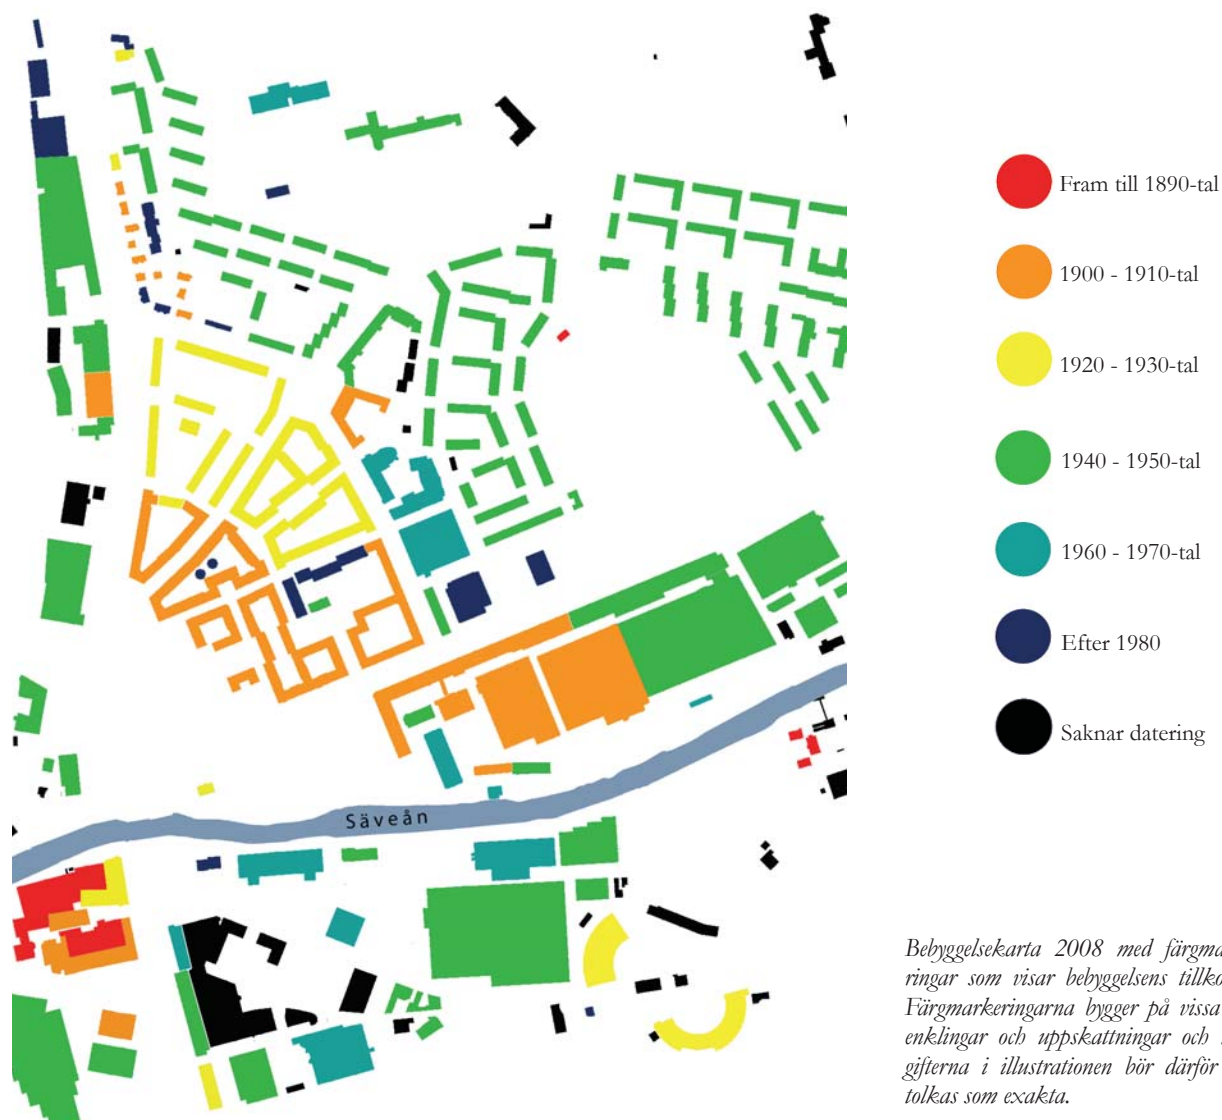 Fram till 1890-tal
1900 - 1910-tal
1920 - 1930-tal
1940 - 1950-tal
1960 - 1970-tal
Efter 1980
Saknar datering
Säveån
Bebyggelsekarta 2008 med
ringar som visar bebyggelsens
Färgmarkeringarna bygger på vissa
enklingar och uppskattningar och
gifterna i illustrationen bör därför
tolkas som exakta.